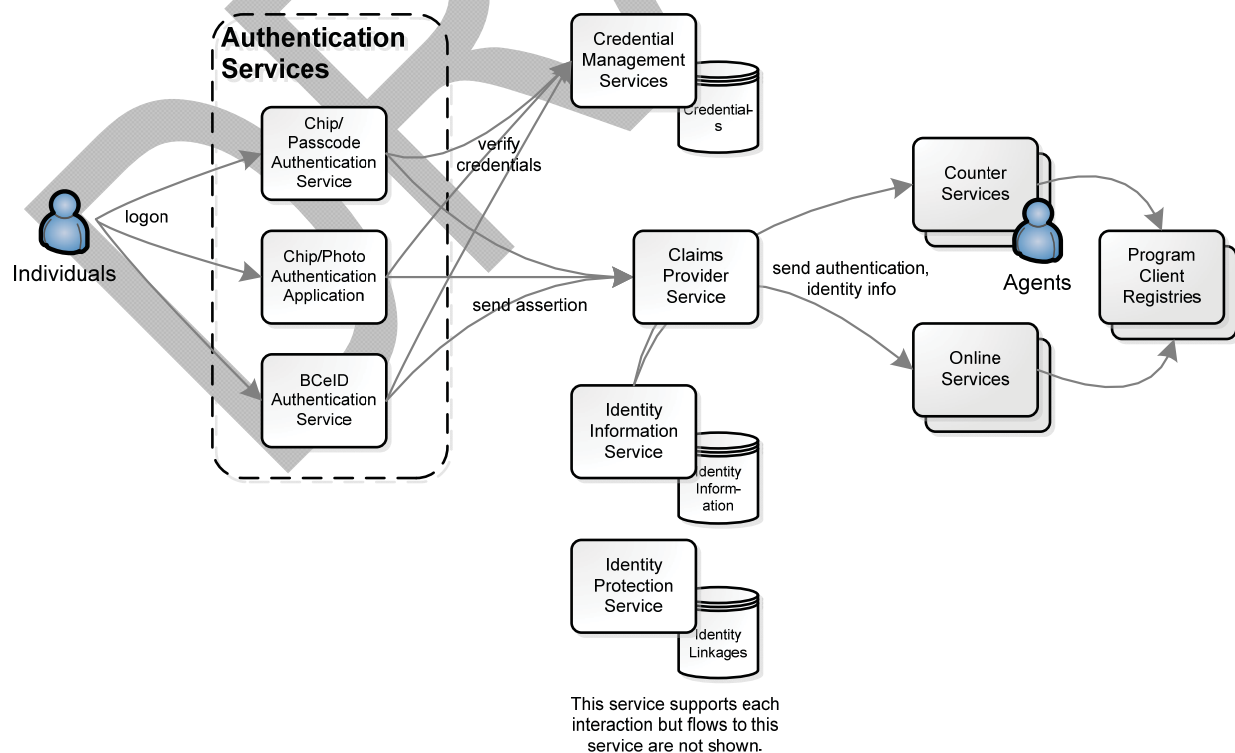 Authentication
Services
Chip/
Passcode
Authentication
Service
Chip/Photo
Authentication
Application
BCeID
Authentication
Service
logon
Individuals
Credential
Management
Services
Credential-
s
verify
credentials
send assertion
Claims
Provider
Service
Identity
Information
Service
Identity
Inform-
ation
Identity
Protection
Service
Identity
Linkages
This service supports each
interaction but flows to this
service are not shown.
send authentication,
identity info
Counter
Services
Agents
Online
Services
Program
Client
Registries